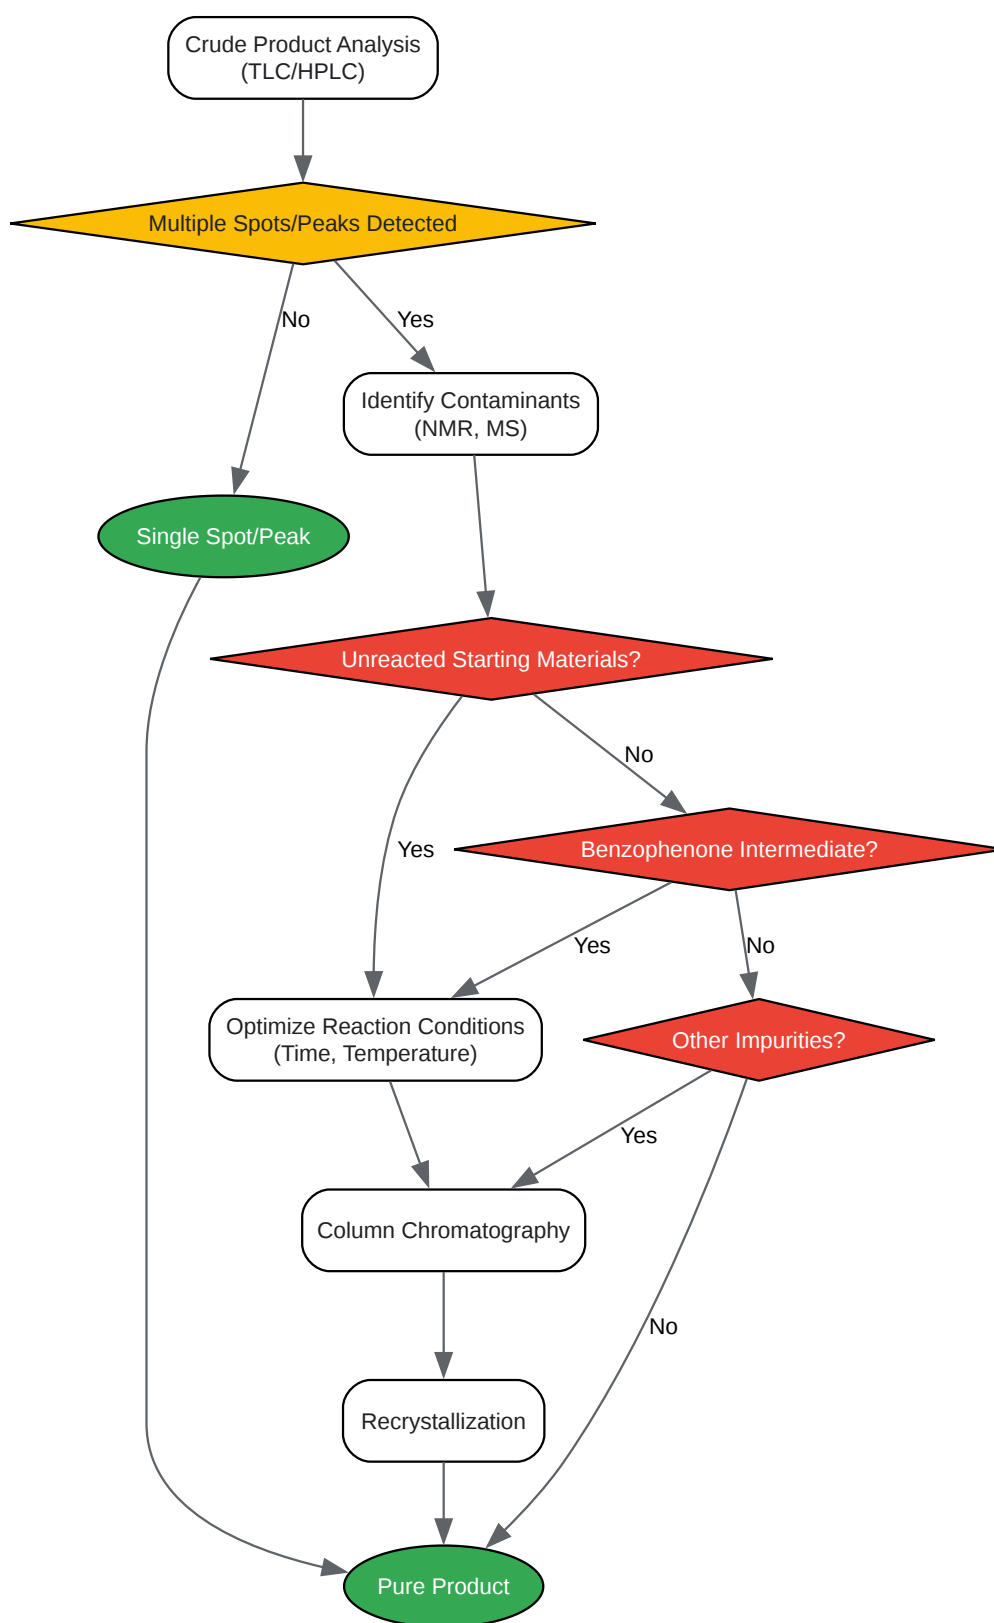 Crude Product Analysis
(TLC/HPLC)
Multiple Spots/Peaks Detected
No
Yes
Identify Contaminants
(NMR, MS)
Single Spot/Peak
Unreacted Starting Materials?
No
Yes
Benzophenone Intermediate?
Yes
No
Optimize Reaction Conditions
(Time, Temperature)
Other Impurities?
Yes
Column Chromatography
No
Recrystallization
Pure Product